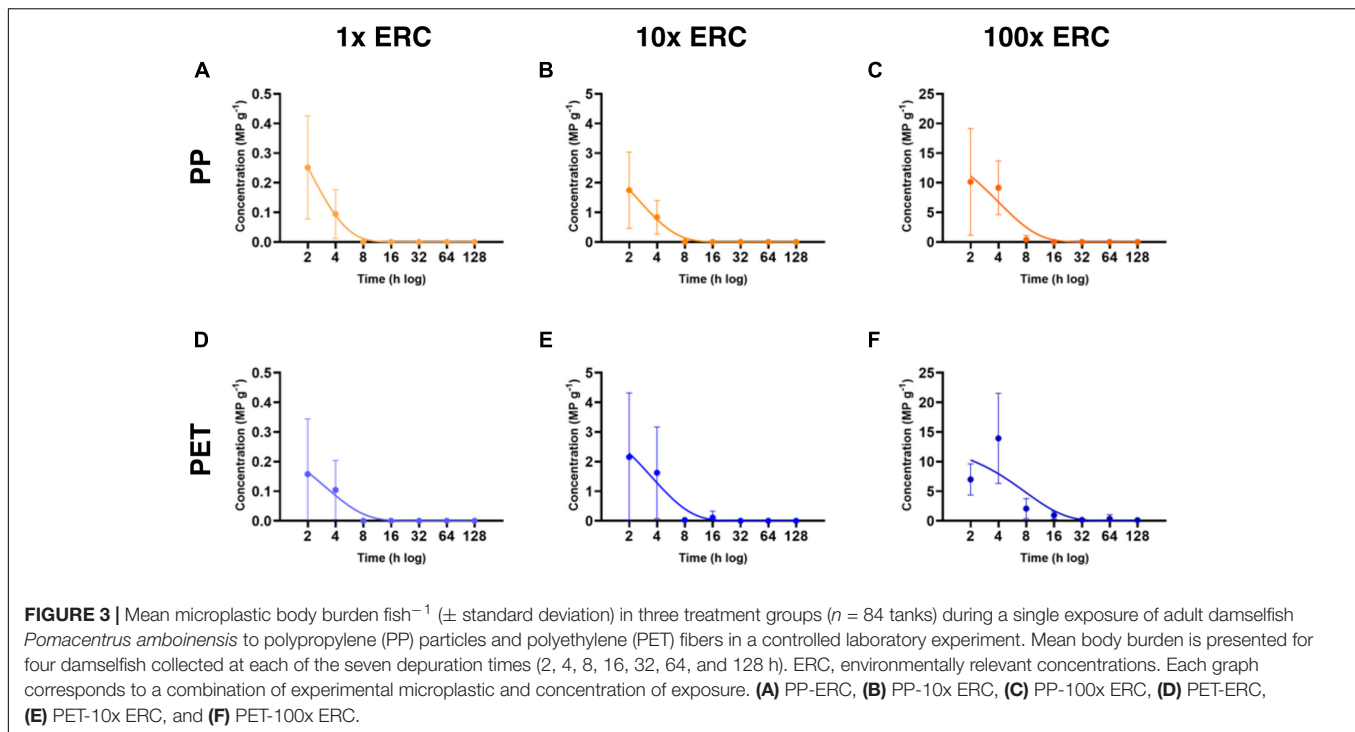 1x ERC 10x ERC 100x ERC
PP
A
Concentration (MP g⁻¹)
0.5
0.4
0.3
0.2
0.1
0.0
2 4 8 16 32 64 128
Time (h log)
B
Concentration (MP g⁻¹)
5
4
3
2
1
0
2 4 8 16 32 64 128
Time (h log)
C
Concentration (MP g⁻¹)
25
20
15
10
5
0
2 4 8 16 32 64 128
Time (h log)
PET
D
Concentration (MP g⁻¹)
0.5
0.4
0.3
0.2
0.1
0.0
2 4 8 16 32 64 128
Time (h log)
E
Concentration (MP g⁻¹)
5
4
3
2
1
0
2 4 8 16 32 64 128
Time (h log)
F
Concentration (MP g⁻¹)
25
20
15
10
5
0
2 4 8 16 32 64 128
Time (h log)
FIGURE 3 | Mean microplastic body burden fish⁻¹ (± standard deviation) in three treatment groups (n = 84 tanks) during a single exposure of adult damselfish
Pomacentrus amboinensis to polypropylene (PP) particles and polyethylene (PET) fibers in a controlled laboratory experiment. Mean body burden is presented for
four damselfish collected at each of the seven depuration times (2, 4, 8, 16, 32, 64, and 128 h). ERC, environmentally relevant concentrations. Each graph
corresponds to a combination of experimental microplastic and concentration of exposure. (A) PP-ERC, (B) PP-10x ERC, (C) PP-100x ERC, (D) PET-ERC,
(E) PET-10x ERC, and (F) PET-100x ERC.